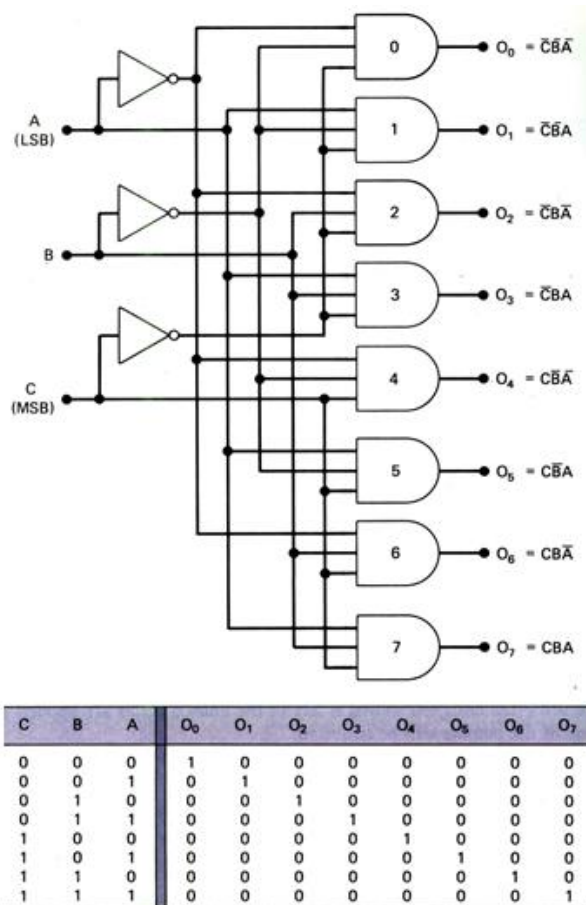 0
O₀ = C̄B̄Ā
A
(LSB)
1
O₁ = C̄B̄Ā
2
O₂ = C̄BĀ
B
3
O₃ = C̄BA
4
O₄ = CB̄Ā
C
(MSB)
5
O₅ = CB̄A
6
O₆ = CBĀ
7
O₇ = CBA
C B A O₀ O₁ O₂ O₃ O₄ O₅ O₆ O₇
0 0 0 1 0 0 0 0 0 0 0
0 0 1 0 1 0 0 0 0 0 0
0 1 0 0 0 1 0 0 0 0 0
0 1 1 0 0 0 1 0 0 0 0
1 0 0 0 0 0 0 1 0 0 0
1 0 1 0 0 0 0 0 1 0 0
1 1 0 0 0 0 0 0 0 1 0
1 1 1 0 0 0 0 0 0 0 1